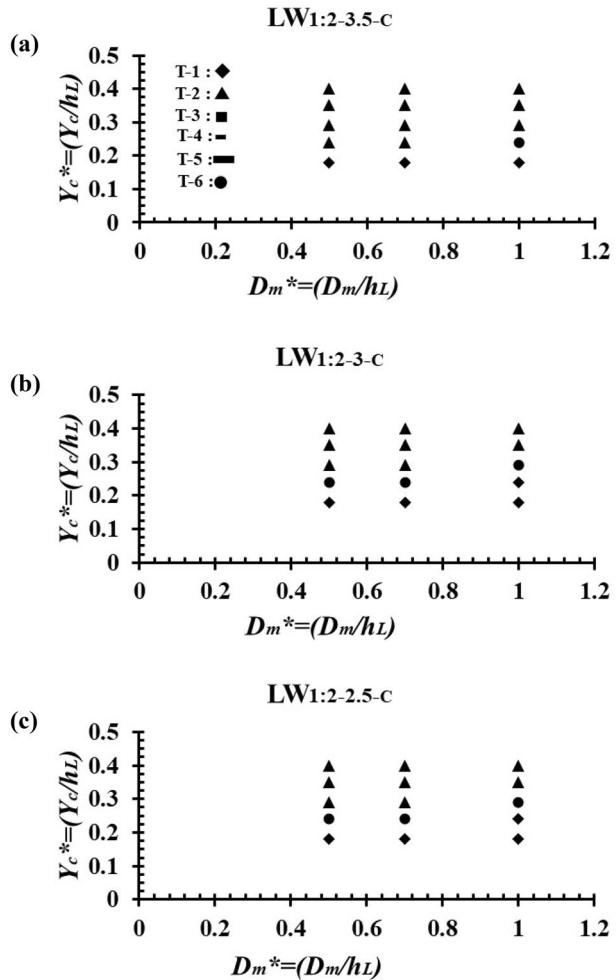 LW1:2-3.5-C
(a)
T-1 :
T-2 :
T-3 :
T-4 :
T-5 :
T-6 :
Yc*=(Yc/hL)
0.5
0.4
0.3
0.2
0.1
0
0 0.2 0.4 0.6 0.8 1 1.2
Dm*=(Dm/hL)
LW1:2-3-C
(b)
Yc*=(Yc/hL)
0.5
0.4
0.3
0.2
0.1
0
0 0.2 0.4 0.6 0.8 1 1.2
Dm*=(Dm/hL)
LW1:2-2.5-C
(c)
Yc*=(Yc/hL)
0.5
0.4
0.3
0.2
0.1
0
0 0.2 0.4 0.6 0.8 1 1.2
Dm*=(Dm/hL)